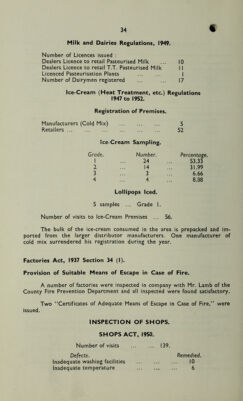 34
Milk and Dairies Regulations, 1949.
Number of Licences issued :
Dealers Licence to retail Pasteurised Milk ... 10
Dealers Licence to retail T.T. Pasteurised Milk 11
Licenced Pasteurisation Plants ... ... 1
Number of Dairymen registered ... ... 17
Ice-Cream (Heat Treatment, etc.) Regulations
1947 to 1952.
Registration of Premises.
Manufacturers (Cold Mix) ... ... ... 5
Retailers ... ... ... ... ... ... 52
Ice-Cream Sampling :
Grade. Number. Percentage.
1 ... 24 ... 53.33
2 ... 14 ... 31.99
3 ... 3 ... 6.66
4 ... 4 ... 8.08
Lollipops Iced.
5 samples ... Grade 1.
Number of visits to Ice-Cream Premises ... 56.
The bulk of the ice-cream consumed in the area is prepacked and im-
ported from the larger distributor manufacturers. One manufacturer of
cold mix surrendered his registration during the year.
Factories Act, 1937 Section 34 (1).
Provision of Suitable Means of Escape in Case of Fire.
A number of factories were inspected in company with Mr. Lamb of the
County Fire Prevention Department and all inspected were found satisfactory.
Two "Certificates of Adequate Means of Escape in Case of Fire," were
issued.
INSPECTION OF SHOPS.
SHOPS ACT, 1950.
Number of visits ... ... 139.
Defects. Remedied.
Inadequate washing facilities ... ... ... 10
Inadequate temperature ... ... ... 6